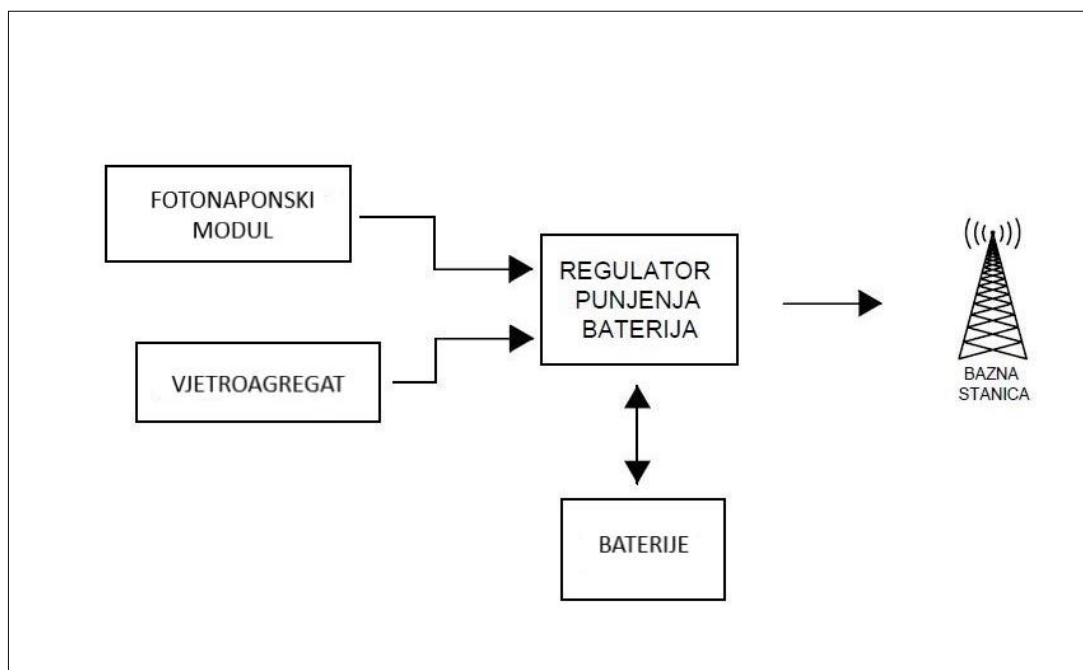 FOTONAPONSKI
MODUL
REGULATOR
PUNJENJA
BATERIJA
VJETROAGREGAT
BAZNA
STANICA
BATERIJE